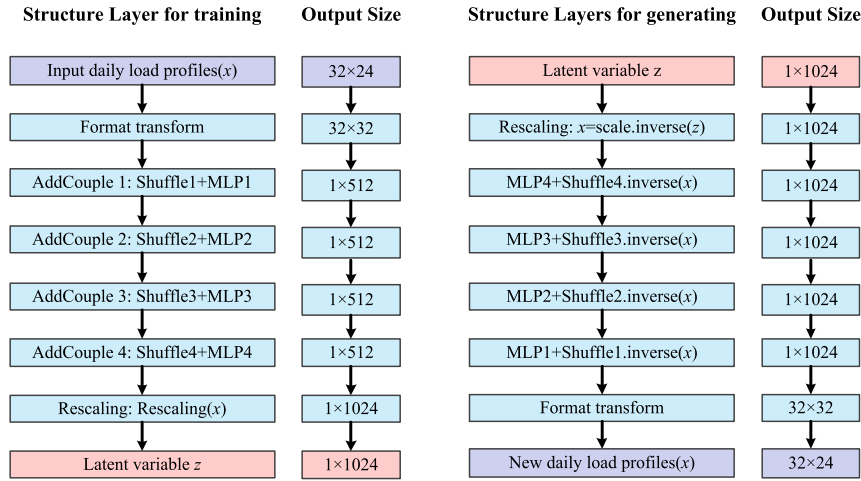 Structure Layer for training
Output Size
Input daily load profiles(x)
32×24
Format transform
32×32
AddCouple 1: Shuffle1+MLP1
1×512
AddCouple 2: Shuffle2+MLP2
1×512
AddCouple 3: Shuffle3+MLP3
1×512
AddCouple 4: Shuffle4+MLP4
1×512
Rescaling: Rescaling(x)
1×1024
Latent variable z
1×1024
Structure Layers for generating
Output Size
Latent variable z
1×1024
Rescaling: x=scale.inverse(z)
1×1024
MLP4+Shuffle4.inverse(x)
1×1024
MLP3+Shuffle3.inverse(x)
1×1024
MLP2+Shuffle2.inverse(x)
1×1024
MLP1+Shuffle1.inverse(x)
1×1024
Format transform
32×32
New daily load profiles(x)
32×24